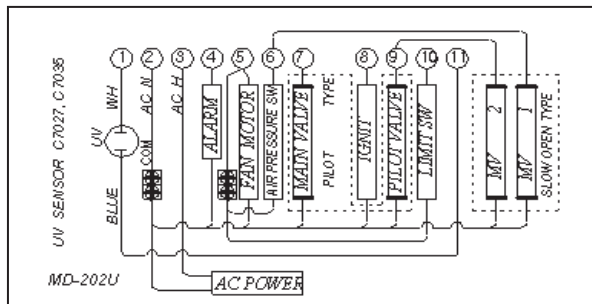 1 2 3 4 5 6 7 8 9 10 11
UV SENSOR C7027, C7035
UV
WH
BLUE
AC N
COM
AC H
ALARM
FAN MOTOR
AIR PRESSURE SW
MAIN VALVE
PILOT TYPE
IGNIT
PILOT VALVE
LIMIT SW
MV 2
MV 1
SLOW OPEN TYPE
MD-202U
AC POWER